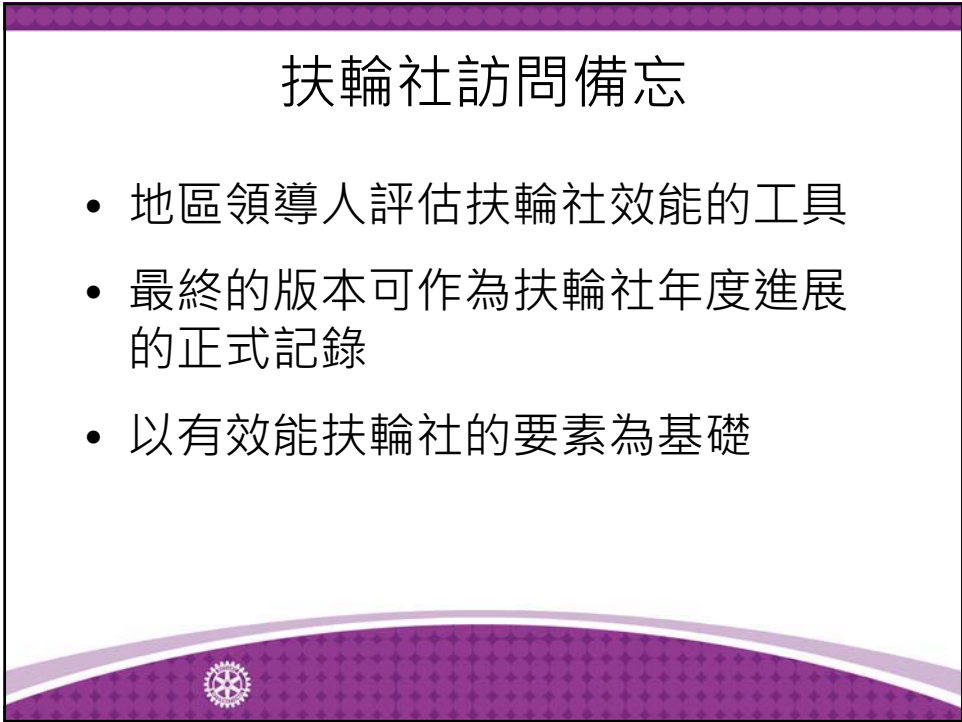 扶輪社訪問備忘
• 地區領導人評估扶輪社效能的工具
• 最終的版本可作為扶輪社年度進展
的正式記錄
• 以有效能扶輪社的要素為基礎